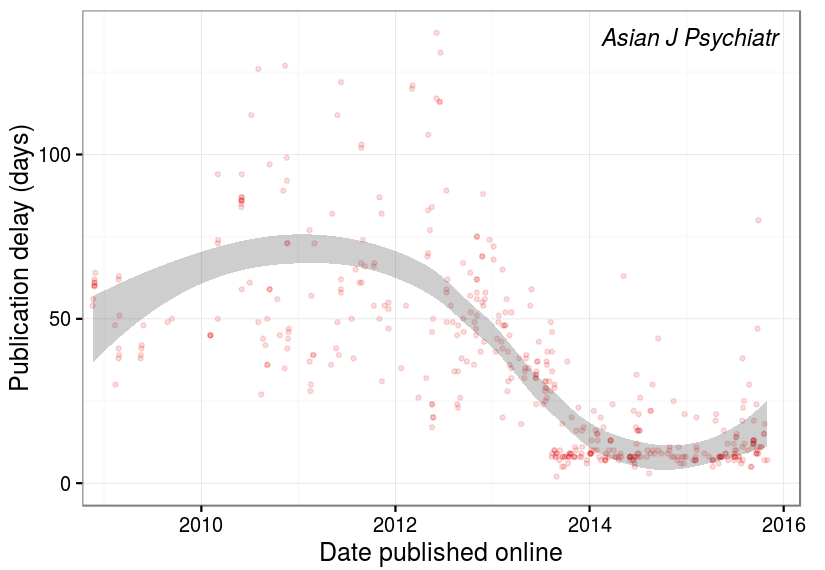 Asian J Psychiatr
Publication delay (days)
100
50
0
2010 2012 2014 2016
Date published online